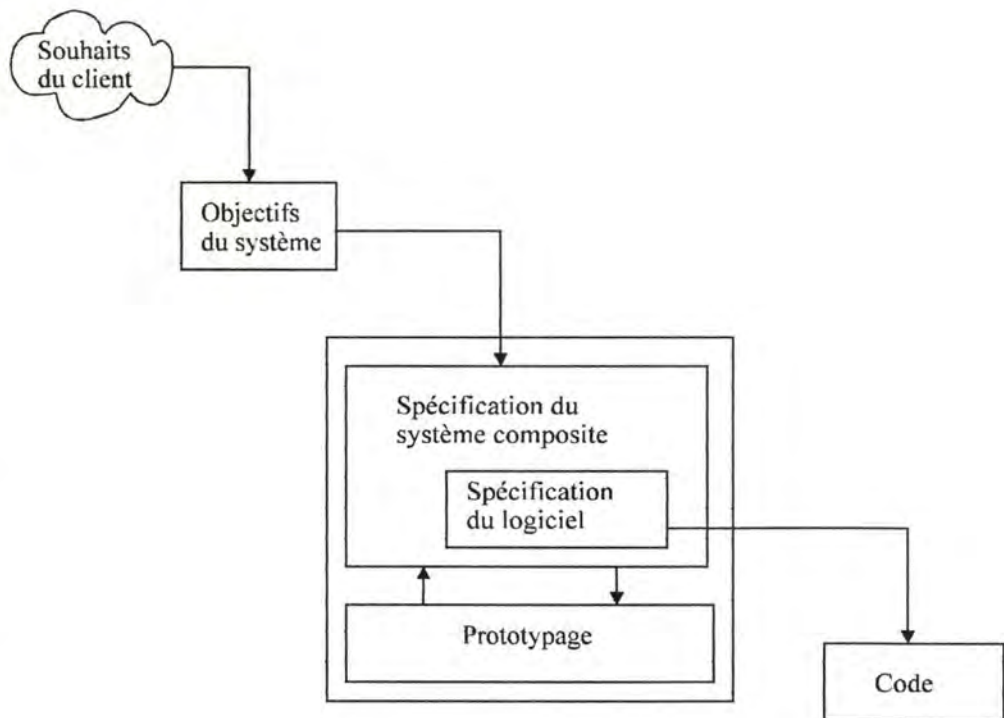 Souhaits
du client
Objectifs
du système
Spécification du
système composite
Spécification
du logiciel
Prototypage
Code